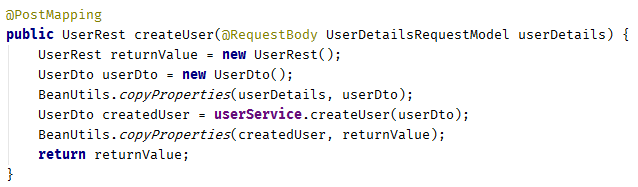 @PostMapping
public UserRest createUser(@RequestBody UserDetailsRequestModel userDetails) {
    UserRest returnValue = new UserRest();
    UserDto userDto = new UserDto();
    BeanUtils.copyProperties(userDetails, userDto);
    UserDto createdUser = userService.createUser(userDto);
    BeanUtils.copyProperties(createdUser, returnValue);
    return returnValue;
}